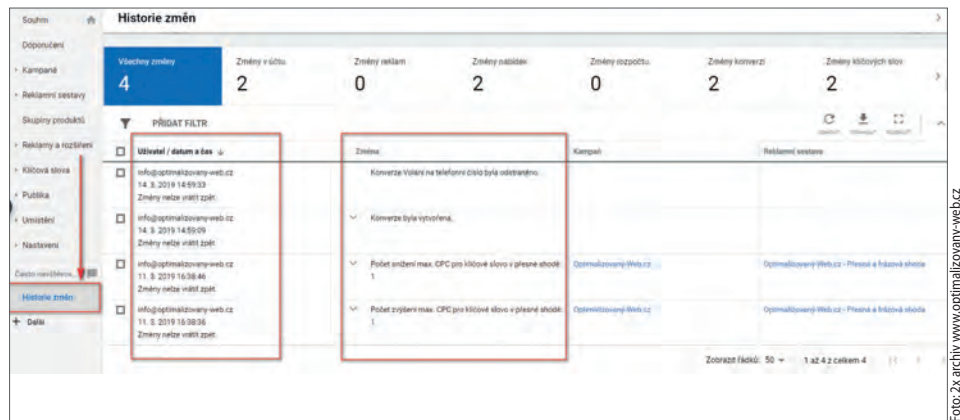 Souhrn
Doporučení
Kampaně
Reklamní sestavy
Skupiny produktů
Reklamy a rozšíření
Klíčová slova
Publika
Umístění
Nastavení
Často navštěvov...
Historie změn
+ Další
Historie změn
Všechny změny
4
Změny v účtu
2
Změny reklam
0
Změny nabídek
2
Změny rozpočtu
0
Změny konverzí
2
Změny klíčových slov
2
PŘIDAT FILTR
Uživatel / datum a čas ↓ Změna Kampaň Reklamní sestava
info@optimalizovany-web.cz
14. 3. 2019 14:59:33
Změny nelze vrátit zpět.
Konverze Volání na telefonní číslo byla odstraněno.
info@optimalizovany-web.cz
14. 3. 2019 14:59:09
Změny nelze vrátit zpět.
Konverze byla vytvořena.
info@optimalizovany-web.cz
11. 3. 2019 16:38:46
Změny nelze vrátit zpět.
Počet snížení max. CPC pro klíčové slovo v přesné shodě:
1
Optimalizovaný-Web.cz
Optimalizovaný-Web.cz - Přesná a frázová shoda
info@optimalizovany-web.cz
11. 3. 2019 16:38:36
Změny nelze vrátit zpět.
Počet zvýšení max. CPC pro klíčové slovo v přesné shodě:
1
Optimalizovaný-Web.cz
Optimalizovaný-Web.cz - Přesná a frázová shoda
Zobrazit řádků: 50 1 až 4 z celkem 4
Foto: 2x archiv www.optimalizovany-web.cz